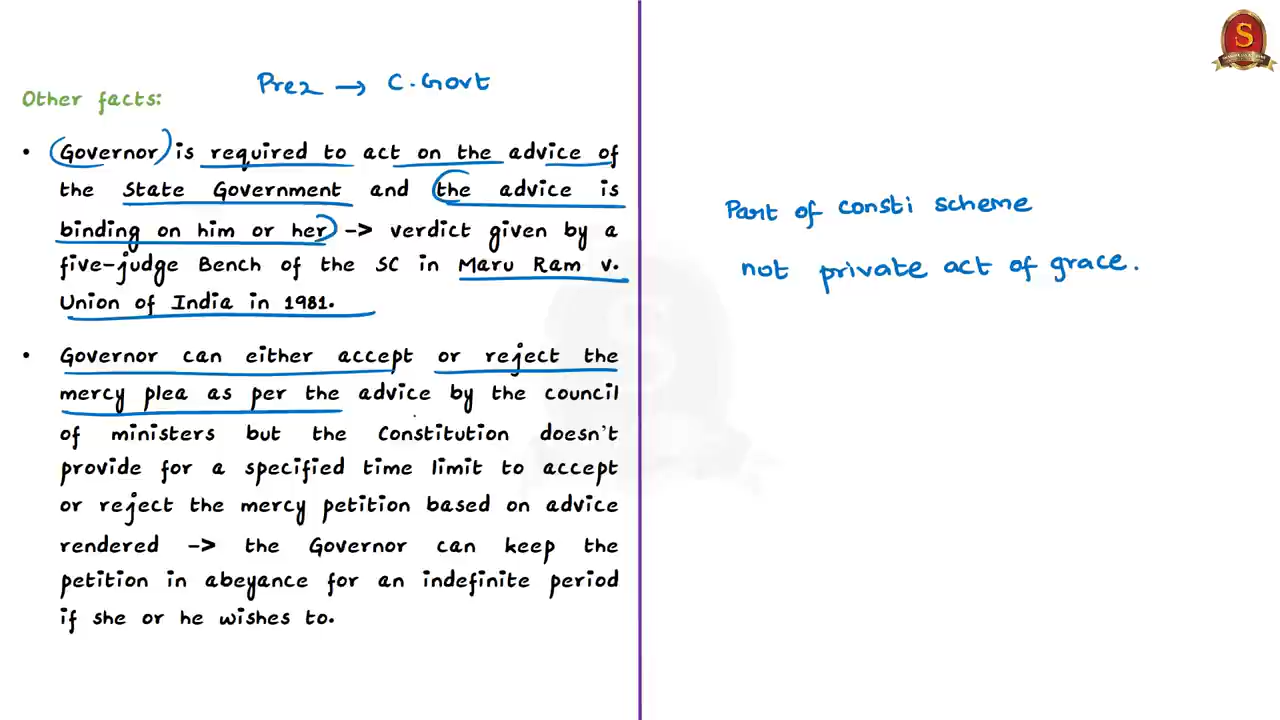 Prez → C. Govt
Other facts:
• Governor is required to act on the advice of
the State Government and the advice is
binding on him or her -> verdict given by a
five-judge Bench of the SC in Maru Ram v.
Union of India in 1981.
• Governor can either accept or reject the
mercy plea as per the advice by the council
of ministers but the Constitution doesn't
provide for a specified time limit to accept
or reject the mercy petition based on advice
rendered -> the Governor can keep the
petition in abeyance for an indefinite period
if she or he wishes to.
Part of consti scheme
not private act of grace.
S